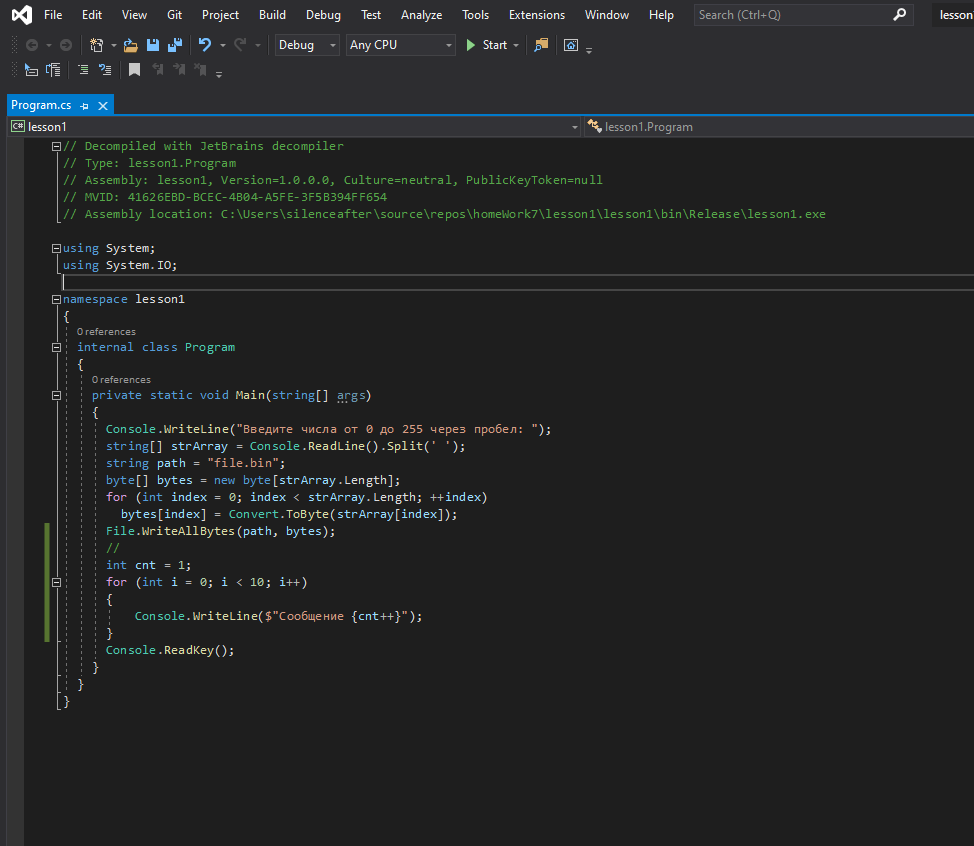 File Edit View Git Project Build Debug Test Analyze Tools Extensions Window Help Search (Ctrl+Q) lesson
Debug Any CPU Start
Program.cs
C# lesson1 lesson1.Program
// Decompiled with JetBrains decompiler
// Type: lesson1.Program
// Assembly: lesson1, Version=1.0.0.0, Culture=neutral, PublicKeyToken=null
// MVID: 41626EBD-BCEC-4B04-A5FE-3F5B394FF654
// Assembly location: C:\Users\silenceafter\source\repos\homeWork7\lesson1\lesson1\bin\Release\lesson1.exe
using System;
using System.IO;
namespace lesson1
{
0 references
internal class Program
{
0 references
private static void Main(string[] args)
{
Console.WriteLine("Введите числа от 0 до 255 через пробел: ");
string[] strArray = Console.ReadLine().Split(' ');
string path = "file.bin";
byte[] bytes = new byte[strArray.Length];
for (int index = 0; index < strArray.Length; ++index)
bytes[index] = Convert.ToByte(strArray[index]);
File.WriteAllBytes(path, bytes);
//
int cnt = 1;
for (int i = 0; i < 10; i++)
{
Console.WriteLine($"Сообщение {cnt++}");
}
Console.ReadKey();
}
}
}